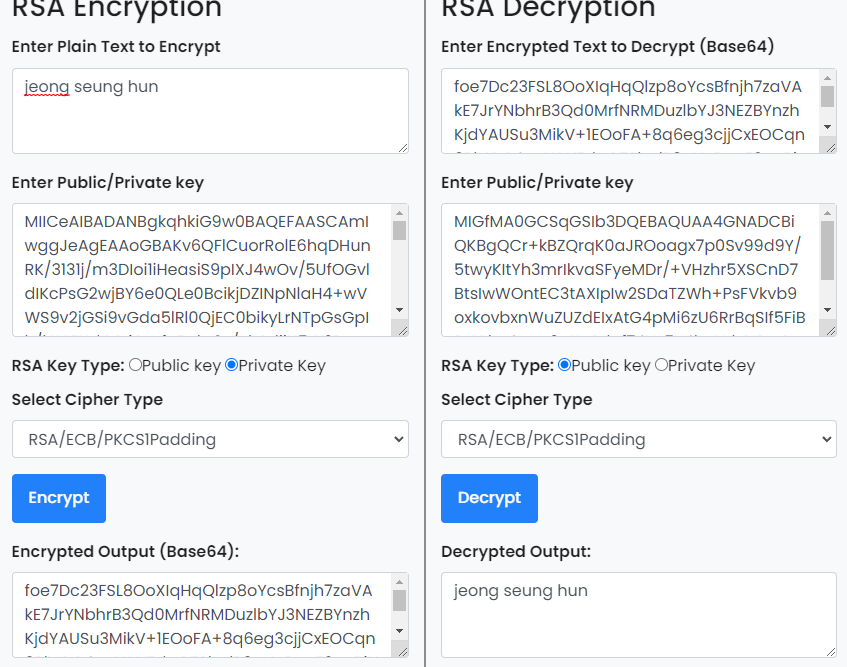 RSA Encryption
Enter Plain Text to Encrypt
jeong seung hun
Enter Public/Private key
MIICeAIBADANBgkqhkiG9w0BAQEFAASCAmI
wggJeAgEAAoGBAKv6QFlCuorRolE6hqDHun
RK/3131j/m3DIoi1iHeasiS9pIXJ4wOv/5UfOGvl
dIKcPsG2wjBY6e0QLe0BcikjDZINpNlaH4+wV
WS9v2jGSi9vGda5lRl0QjEC0bikyLrNTpGsGpI
RSA Key Type: Public key Private Key
Select Cipher Type
RSA/ECB/PKCS1Padding
Encrypt
Encrypted Output (Base64):
foe7Dc23FSL8OoXIqHqQlzp8oYcsBfnjh7zaVA
kE7JrYNbhrB3Qd0MrfNRMDuzlbYJ3NEZBYnzh
KjdYAUSu3MikV+1EOoFA+8q6eg3cjjCxEOCqn
RSA Decryption
Enter Encrypted Text to Decrypt (Base64)
foe7Dc23FSL8OoXIqHqQlzp8oYcsBfnjh7zaVA
kE7JrYNbhrB3Qd0MrfNRMDuzlbYJ3NEZBYnzh
KjdYAUSu3MikV+1EOoFA+8q6eg3cjjCxEOCqn
Enter Public/Private key
MIGfMA0GCSqGSIb3DQEBAQUAA4GNADCBi
QKBgQCr+kBZQrqK0aJROoagx7p0Sv99d9Y/
5twyKItYh3mrIkvaSFyeMDr/+VHzhr5XSCnD7
BtsIwWOntEC3tAXIpIw2SDaTZWh+PsFVkvb9
oxkovbxnWuZUZdEIxAtG4pMi6zU6RrBqSIf5FiB
RSA Key Type: Public key Private Key
Select Cipher Type
RSA/ECB/PKCS1Padding
Decrypt
Decrypted Output:
jeong seung hun